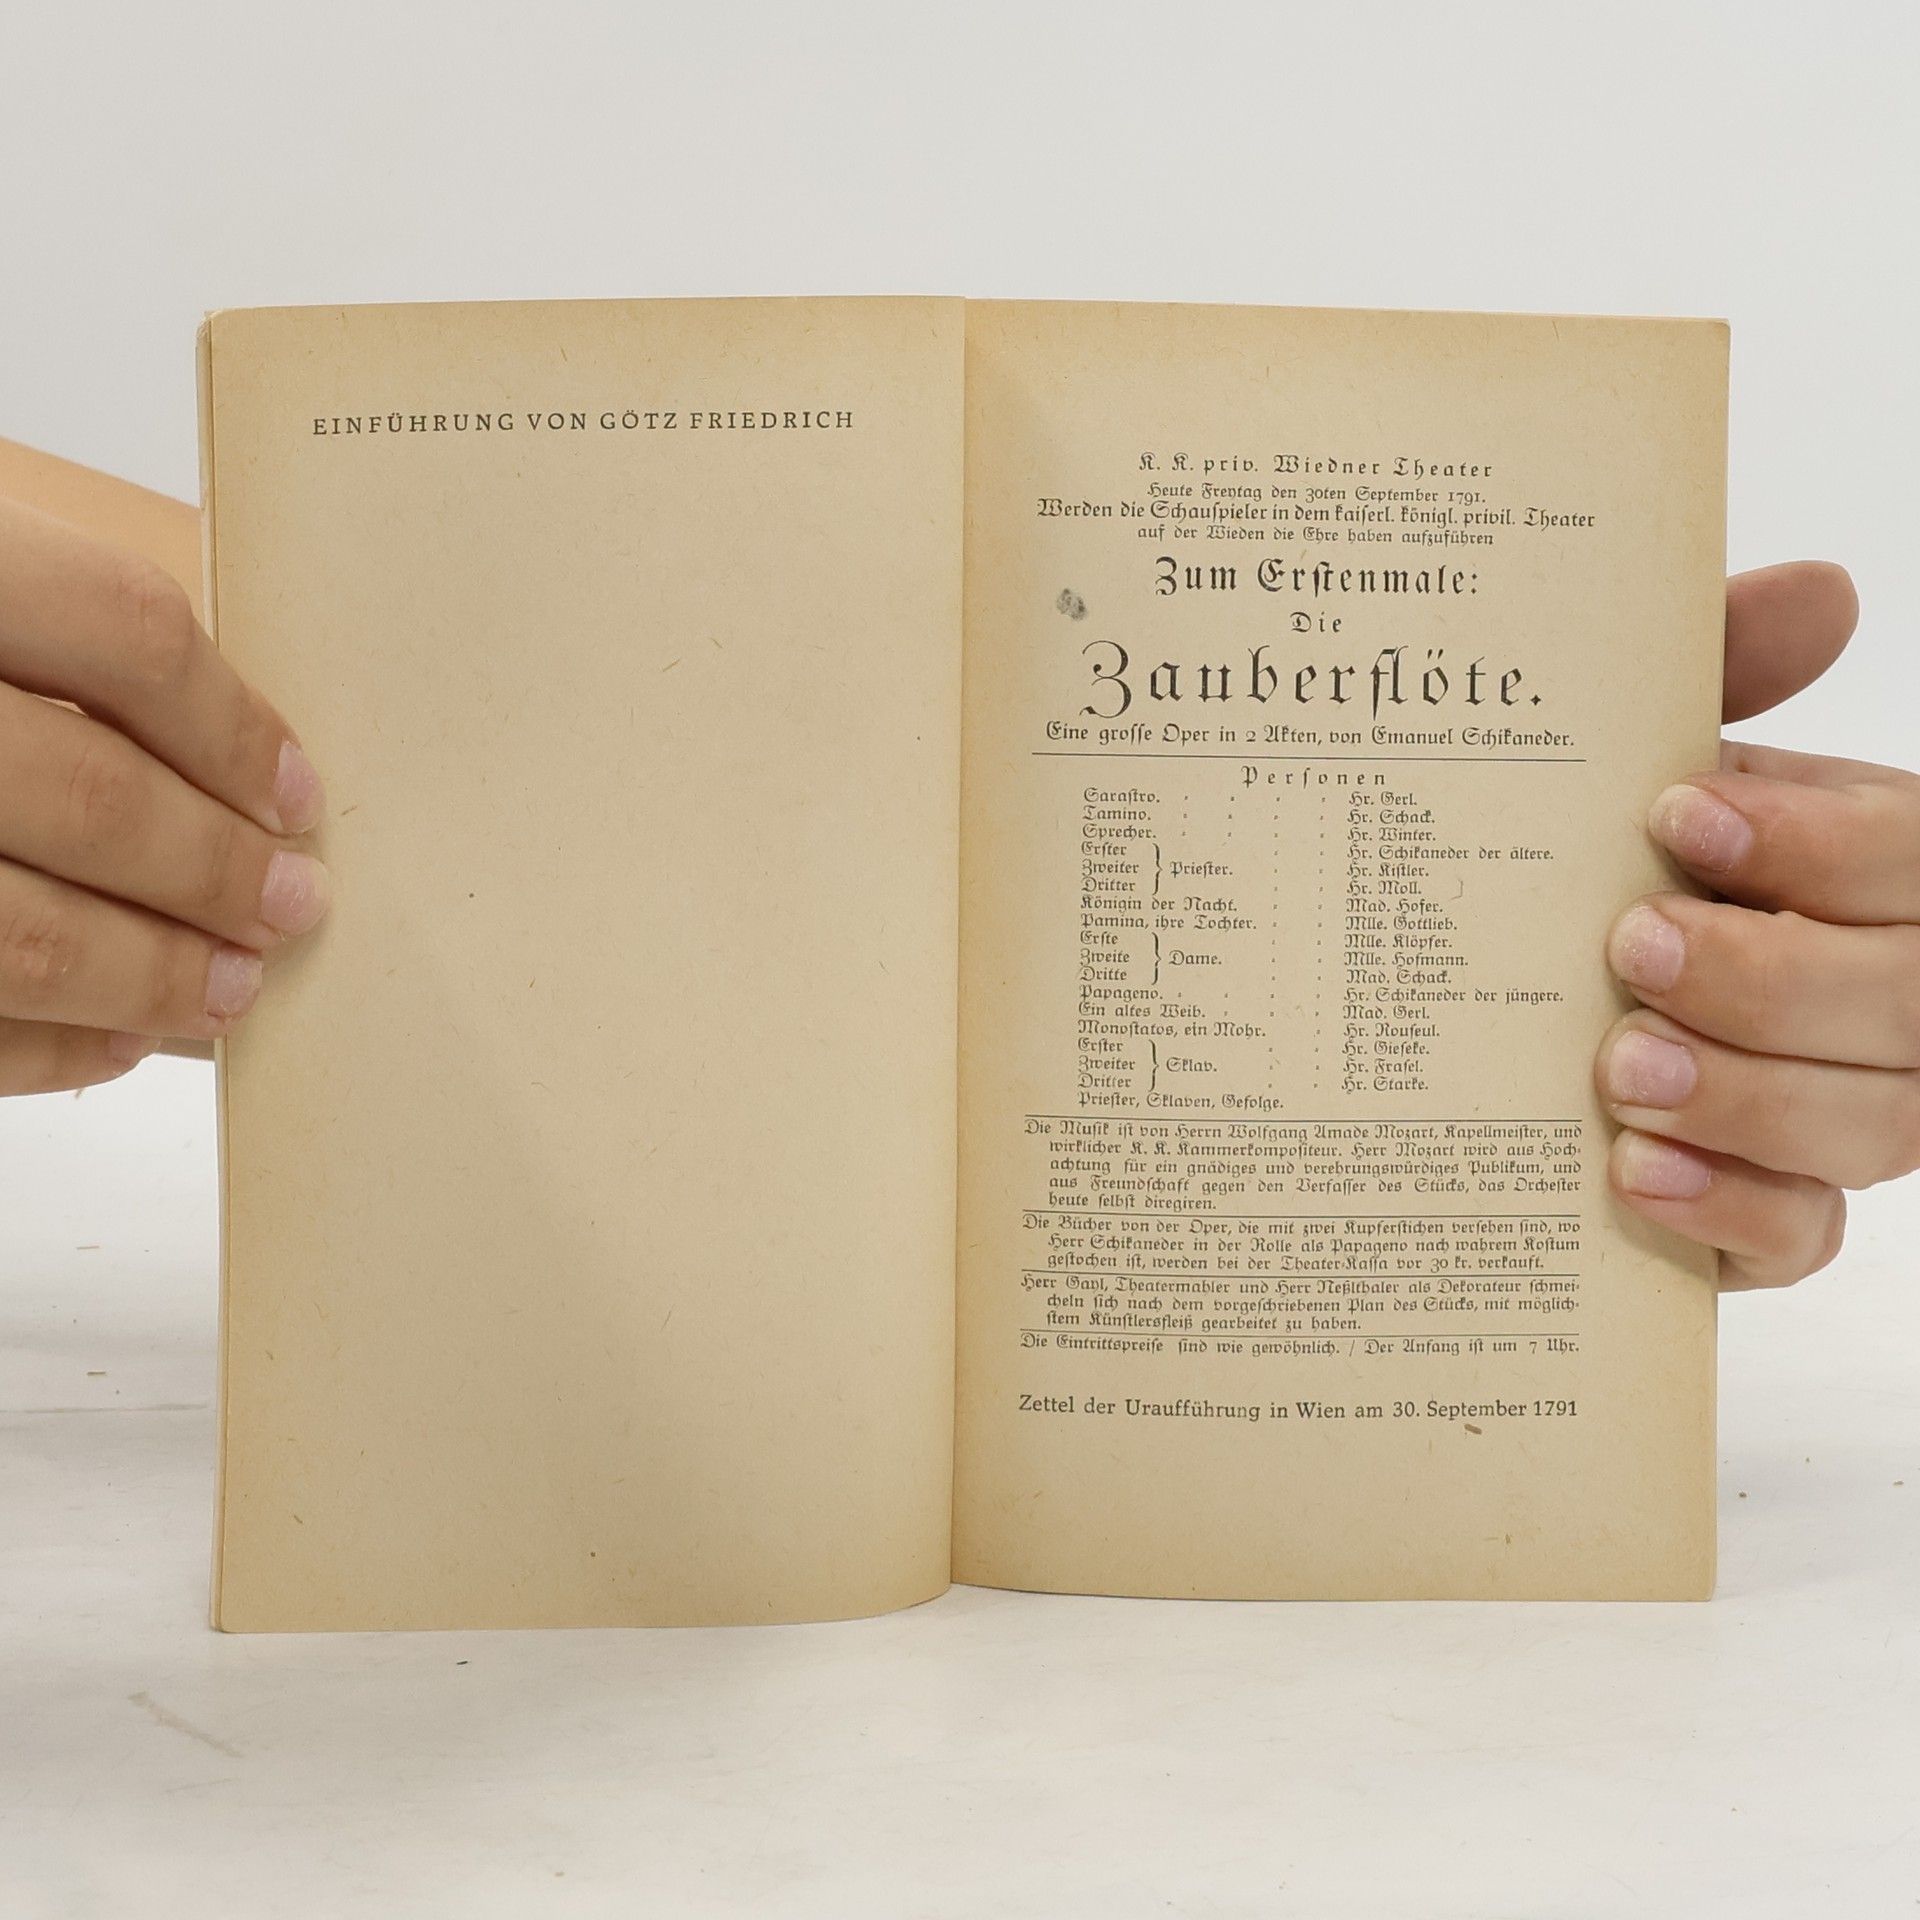 EINFÜHRUNG VON GÖTZ FRIEDRICH
K. K. priv. Wiedner Theater
Heute Freytag den 30ten September 1791.
Werden die Schauspieler in dem kaiserl. königl. privil. Theater
auf der Wieden die Ehre haben aufzuführen
Zum Erstenmale:
Die
Zauberflöte.
Eine grosse Oper in 2 Akten, von Emanuel Schikaneder.
Personen
Sarastro. Hr. Gerl.
Tamino. Hr. Schack.
Sprecher. Hr. Winter.
Erster Hr. Schikaneder der ältere.
Zweiter } Priester. Hr. Kistler.
Dritter Hr. Moll.
Königin der Nacht. Mad. Hofer.
Pamina, ihre Tochter. Mlle. Gottlieb.
Erste Mlle. Klöpfer.
Zweite } Dame. Mlle. Hofmann.
Dritte Mad. Schack.
Papageno. Hr. Schikaneder der jüngere.
Ein altes Weib. Mad. Gerl.
Monostatos, ein Mohr. Hr. Nouseul.
Erster Hr. Gieseke.
Zweiter } Sklav. Hr. Frasel.
Dritter Hr. Starke.
Priester, Sklaven, Gefolge.
Die Musik ist von Herrn Wolfgang Amade Mozart, Kapellmeister, und
wirklicher K. K. Kammerkompositeur. Herr Mozart wird aus Hoch-
achtung für ein gnädiges und verehrungswürdiges Publikum, und
aus Freundschaft gegen den Verfasser des Stücks, das Orchester
heute selbst diregiren.
Die Bücher von der Oper, die mit zwei Kupferstichen versehen sind, wo
Herr Schikaneder in der Rolle als Papageno nach wahrem Kostum
gestochen ist, werden bei der Theater-Kassa vor 30 kr. verkauft.
Herr Gayl, Theatermahler und Herr Neßlthaler als Dekorateur schmei-
cheln sich nach dem vorgeschriebenen Plan des Stücks, mit möglich-
stem Künstlersfleiß gearbeitet zu haben.
Die Eintrittspreise sind wie gewöhnlich. / Der Anfang ist um 7 Uhr.
Zettel der Uraufführung in Wien am 30. September 1791